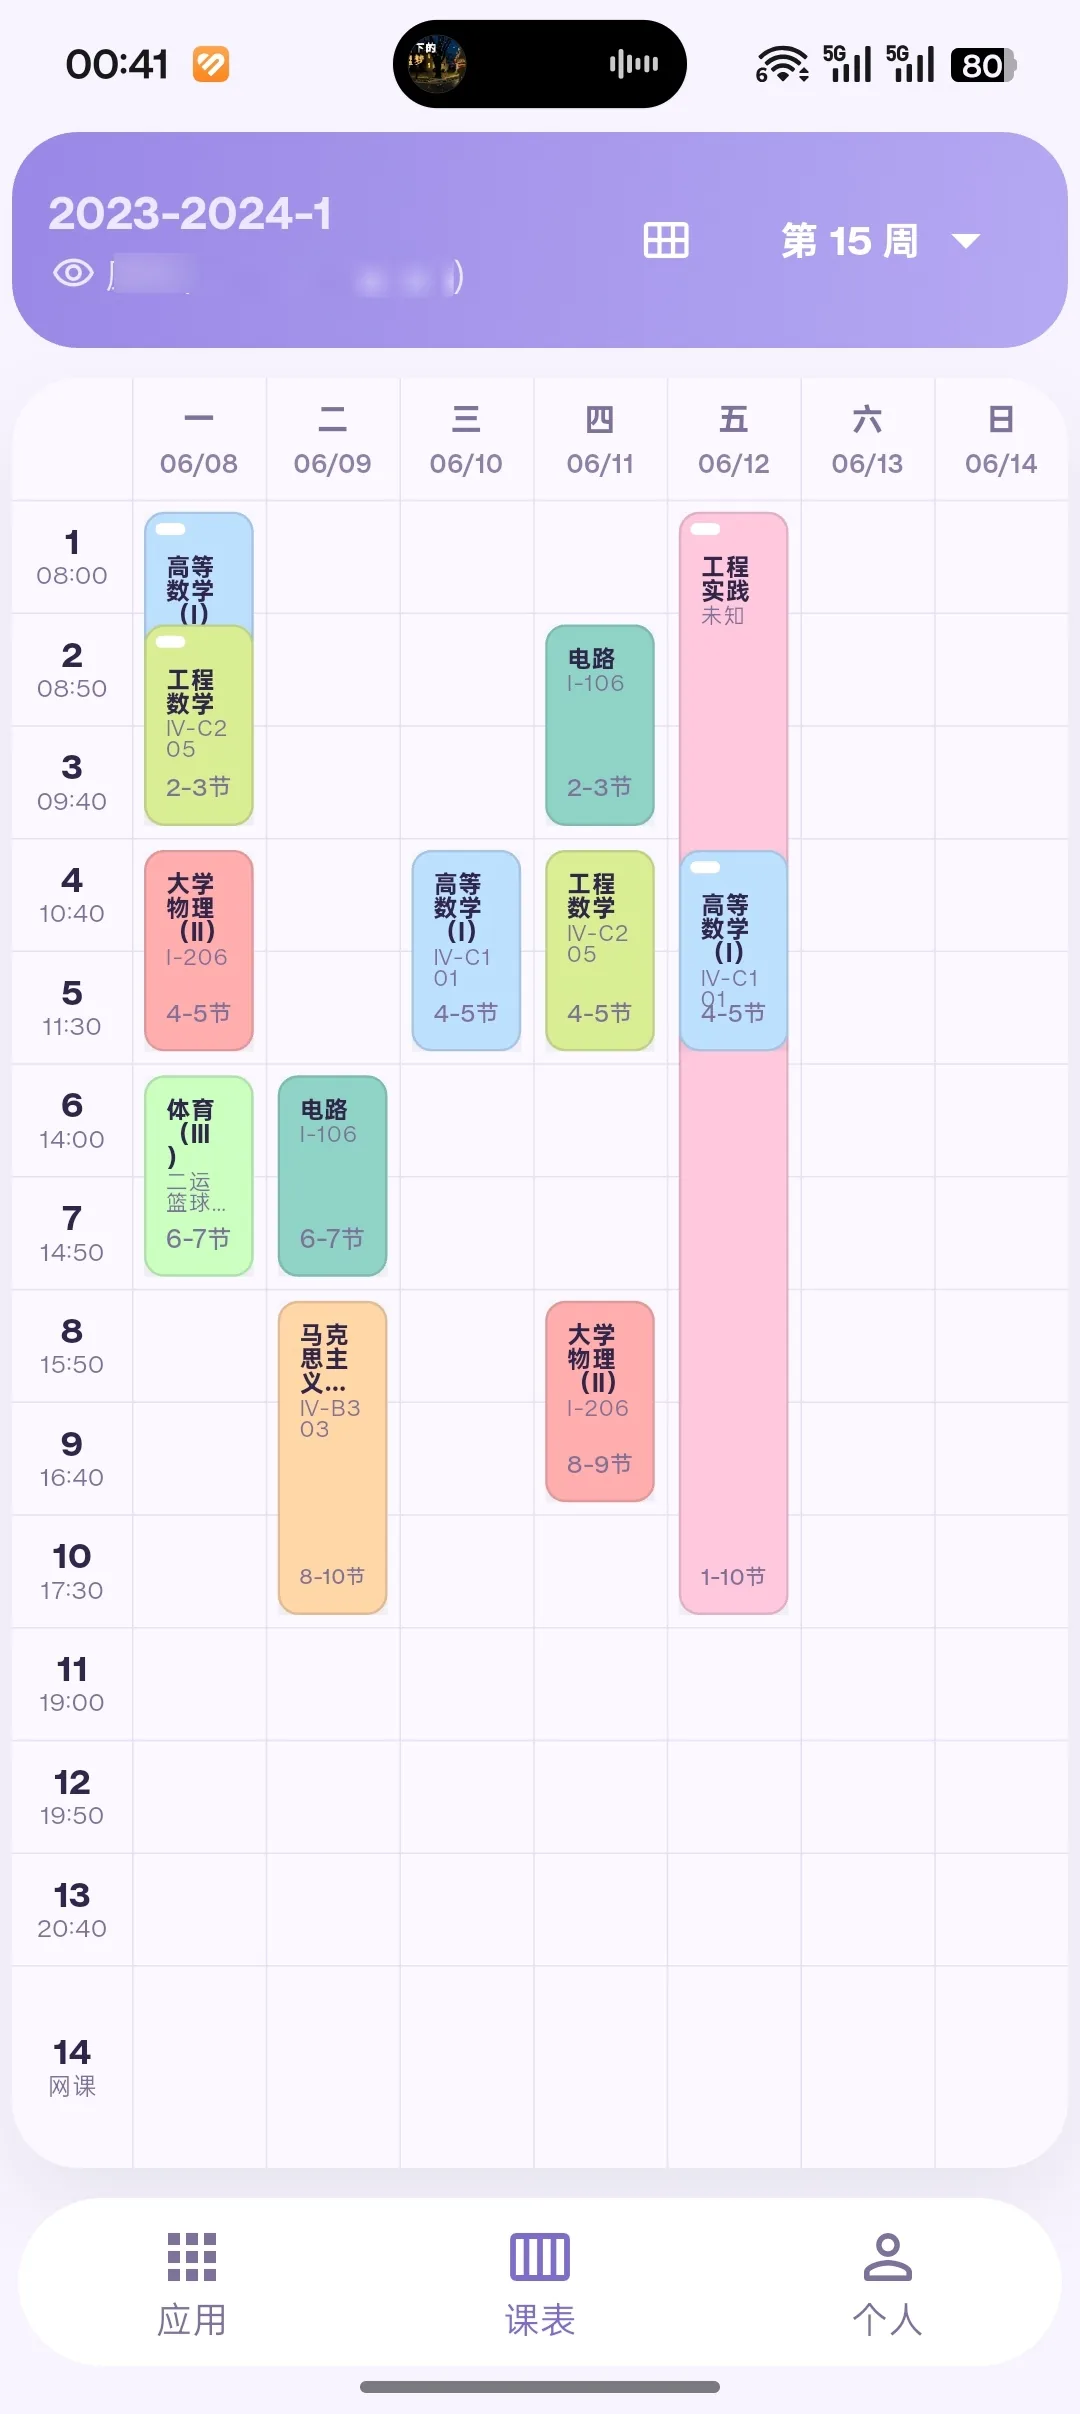 00:41
下的
梦
6
5G
5G
80
2023-2024-1
第 15 周
一
06/08
二
06/09
三
06/10
四
06/11
五
06/12
六
06/13
日
06/14
1
08:00
高等
数学
(I)
工程
实践
未知
2
08:50
工程
数学
IV-C2
05
2-3节
电路
I-106
2-3节
3
09:40
4
10:40
大学
物理
(II)
I-206
4-5节
高等
数学
(I)
IV-C1
01
4-5节
工程
数学
IV-C2
05
4-5节
高等
数学
(I)
IV-C1
01
4-5节
5
11:30
6
14:00
体育
(III
)
二运
篮球...
6-7节
电路
I-106
6-7节
7
14:50
8
15:50
马克
思主
义...
IV-B3
03
8-10节
大学
物理
(II)
I-206
8-9节
9
16:40
10
17:30
1-10节
11
19:00
12
19:50
13
20:40
14
网课
应用
课表
个人